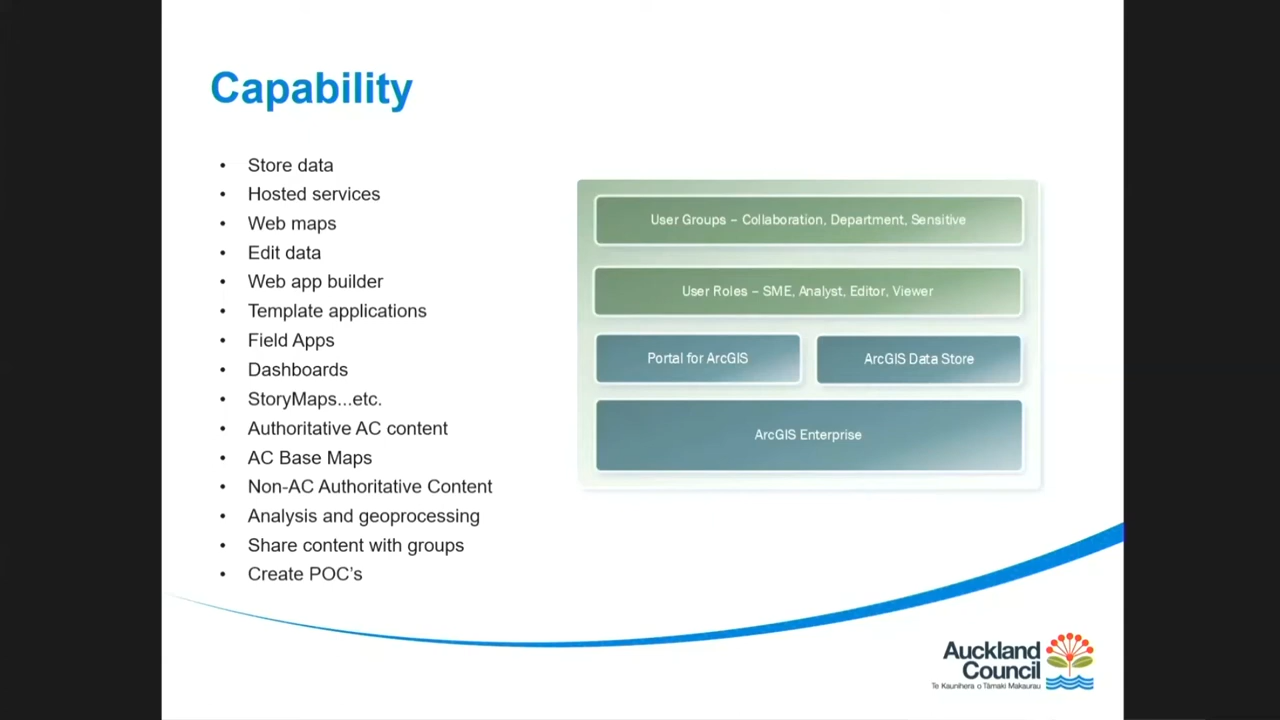 Capability
• Store data
• Hosted services
• Web maps
• Edit data
• Web app builder
• Template applications
• Field Apps
• Dashboards
• StoryMaps...etc.
• Authoritative AC content
• AC Base Maps
• Non-AC Authoritative Content
• Analysis and geoprocessing
• Share content with groups
• Create POC's
User Groups – Collaboration, Department, Sensitive
User Roles – SME, Analyst, Editor, Viewer
Portal for ArcGIS
ArcGIS Data Store
ArcGIS Enterprise
Auckland
Council
Te Kaunihera o Tāmaki Makaurau